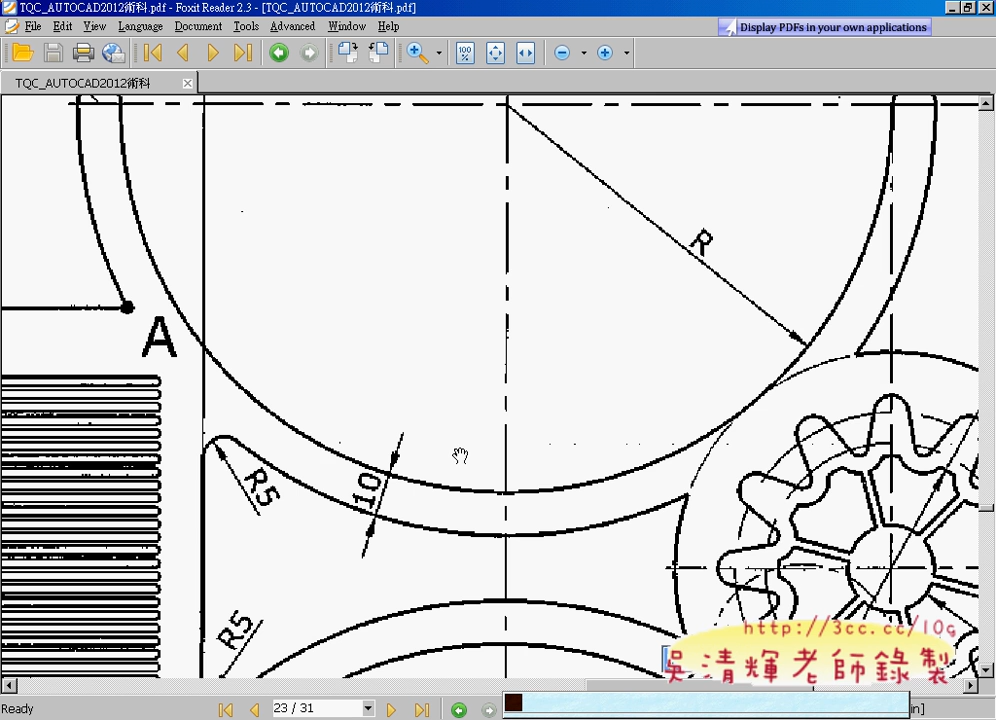 TQC_AUTOCAD2012術科.pdf - Foxit Reader 2.3 - [TQC_AUTOCAD2012術科.pdf]
File Edit View Language Document Tools Advanced Window Help
Display PDFs in your own applications
TQC_AUTOCAD2012術科
R
A
R5
10
R5
http://3cc.cc/10g
吳清輝老師錄製
Ready
23 / 31
in]